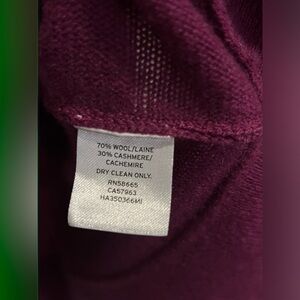 70% WOOL/LAINE
30% CASHMERE/
CACHEMIRE
DRY CLEAN ONLY.
RN58665
CA57963
HA350366MI